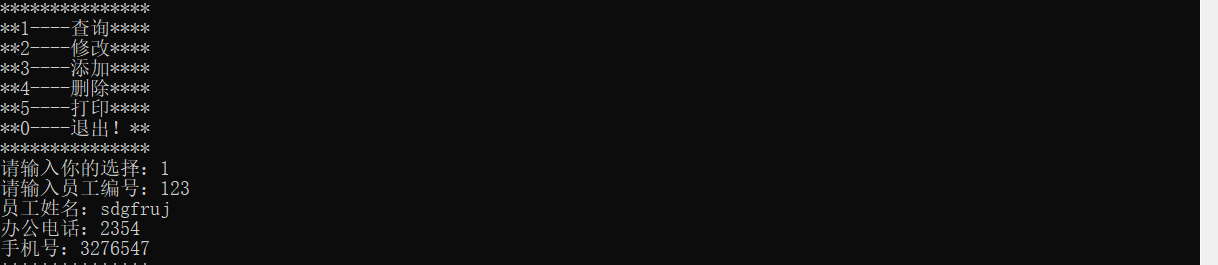 ***************
**1----查询****
**2----修改****
**3----添加****
**4----删除****
**5----打印****
**0----退出！**
***************
请输入你的选择：1
请输入员工编号：123
员工姓名：sdgfruj
办公电话：2354
手机号：3276547